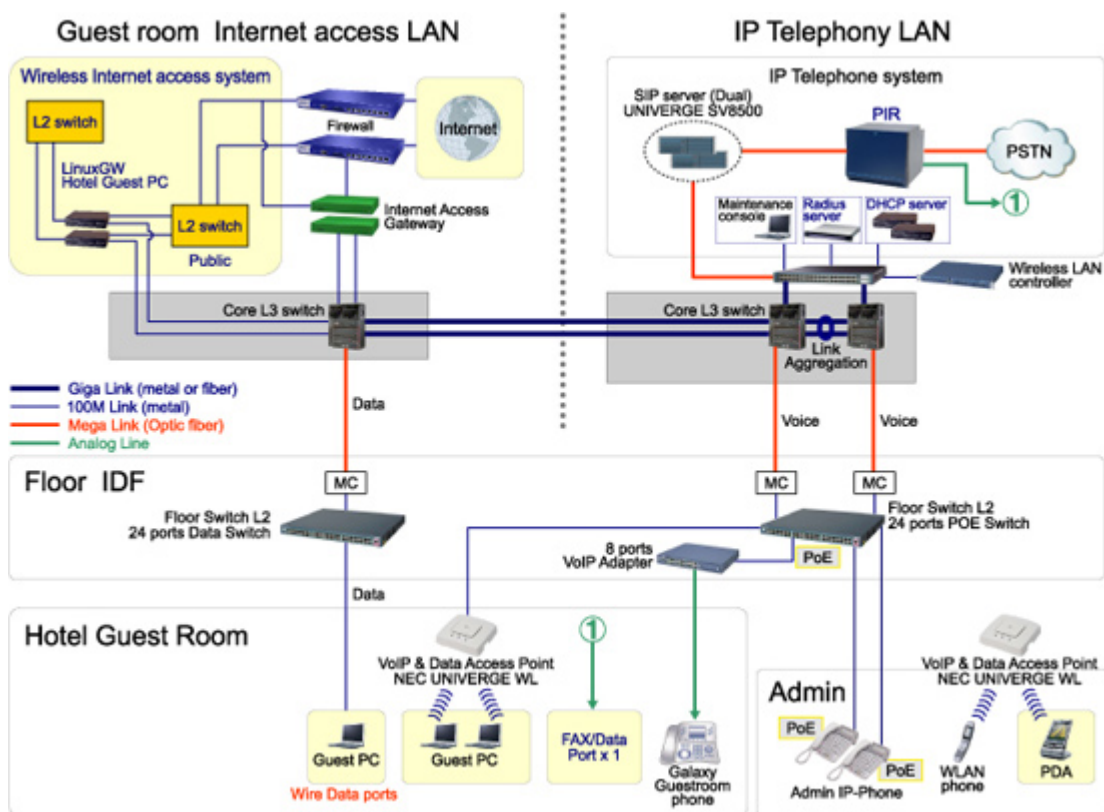 Guest room Internet access LAN
Wireless Internet access system
L2 switch
LinuxGW
Hotel Guest PC
L2 switch
Public
Firewall
Internet
Internet Access
Gateway
Core L3 switch
IP Telephony LAN
IP Telephone system
SIP server (Dual)
UNIVERGE SV8500
PIR
PSTN
1
Maintenance
console
Radius
server
DHCP server
Wireless LAN
controller
Core L3 switch
Link
Aggregation
Giga Link (metal or fiber)
100M Link (metal)
Mega Link (Optic fiber)
Analog Line
Data
Voice
Voice
Floor IDF
MC
MC
MC
Floor Switch L2
24 ports Data Switch
Floor Switch L2
24 ports POE Switch
8 ports
VoIP Adapter
PoE
Data
Hotel Guest Room
VoIP & Data Access Point
NEC UNIVERGE WL
1
Guest PC
Guest PC
FAX/Data
Port x 1
Galaxy
Guestroom
phone
Wire Data ports
Admin
VoIP & Data Access Point
NEC UNIVERGE WL
PoE
PoE
Admin IP-Phone
WLAN
phone
PDA